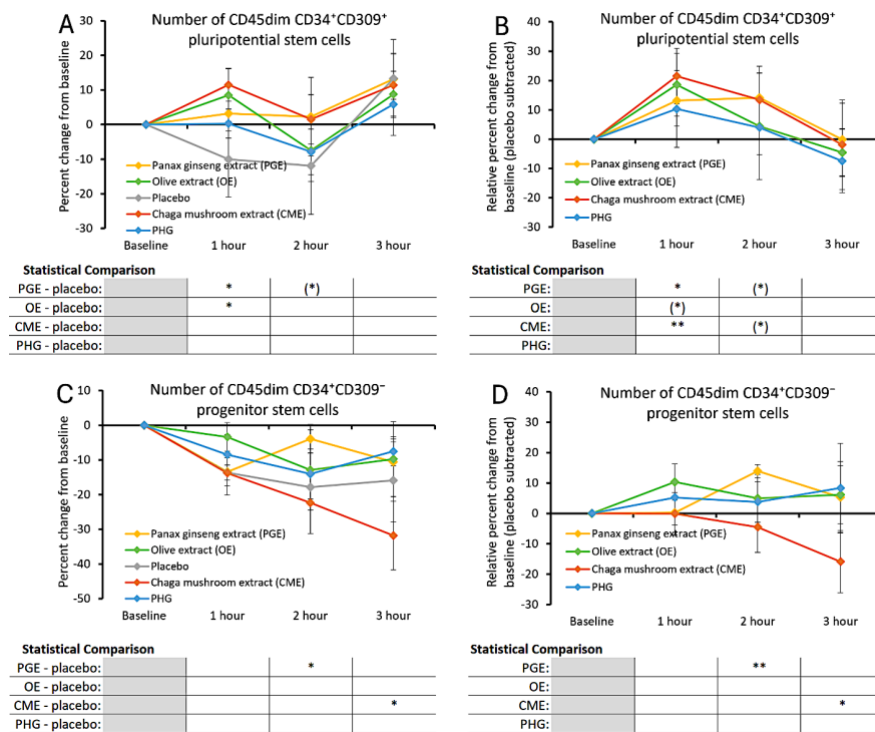 A
Number of CD45dim CD34⁺CD309⁺
pluripotential stem cells
Percent change from baseline
30
20
10
0
-10
-20
-30
Panax ginseng extract (PGE)
Olive extract (OE)
Placebo
Chaga mushroom extract (CME)
PHG
Baseline 1 hour 2 hour 3 hour
Statistical Comparison
PGE - placebo: * (*)
OE - placebo: *
CME - placebo:
PHG - placebo:
B
Number of CD45dim CD34⁺CD309⁺
pluripotential stem cells
Relative percent change from
baseline (placebo subtracted)
40
30
20
10
0
-10
-20
-30
Panax ginseng extract (PGE)
Olive extract (OE)
Chaga mushroom extract (CME)
PHG
Baseline 1 hour 2 hour 3 hour
Statistical Comparison
PGE: * (*)
OE: (*)
CME: ** (*)
PHG:
C
Number of CD45dim CD34⁺CD309⁻
progenitor stem cells
Percent change from baseline
10
0
-10
-20
-30
-40
-50
Panax ginseng extract (PGE)
Olive extract (OE)
Placebo
Chaga mushroom extract (CME)
PHG
Baseline 1 hour 2 hour 3 hour
Statistical Comparison
PGE - placebo: *
OE - placebo:
CME - placebo: *
PHG - placebo:
D
Number of CD45dim CD34⁺CD309⁻
progenitor stem cells
Relative percent change from
baseline (placebo subtracted)
40
30
20
10
0
-10
-20
-30
Panax ginseng extract (PGE)
Olive extract (OE)
Chaga mushroom extract (CME)
PHG
Baseline 1 hour 2 hour 3 hour
Statistical Comparison
PGE: **
OE:
CME: *
PHG: